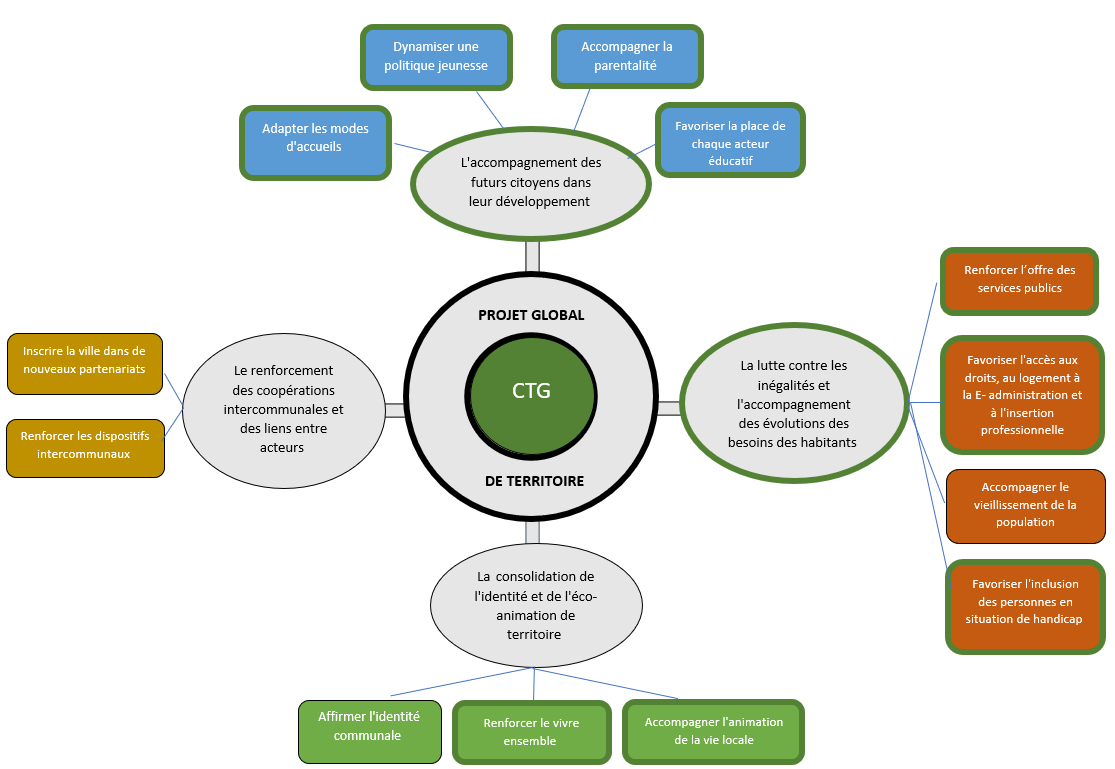 Dynamiser une
politique jeunesse
Accompagner la
parentalité
Adapter les modes
d'accueils
Favoriser la place de
chaque acteur
éducatif
L'accompagnement des
futurs citoyens dans
leur développement
PROJET GLOBAL
CTG
DE TERRITOIRE
Inscrire la ville dans de
nouveaux partenariats
Renforcer les dispositifs
intercommunaux
Le renforcement
des coopérations
intercommunales et
des liens entre
acteurs
La lutte contre les
inégalités et
l'accompagnement
des évolutions des
besoins des habitants
Renforcer l’offre des
services publics
Favoriser l'accès aux
droits, au logement à
la E- administration et
à l'insertion
professionnelle
Accompagner le
vieillissement de la
population
Favoriser l'inclusion
des personnes en
situation de handicap
La consolidation de
l'identité et de l'éco-
animation de
territoire
Affirmer l'identité
communale
Renforcer le vivre
ensemble
Accompagner l'animation
de la vie locale